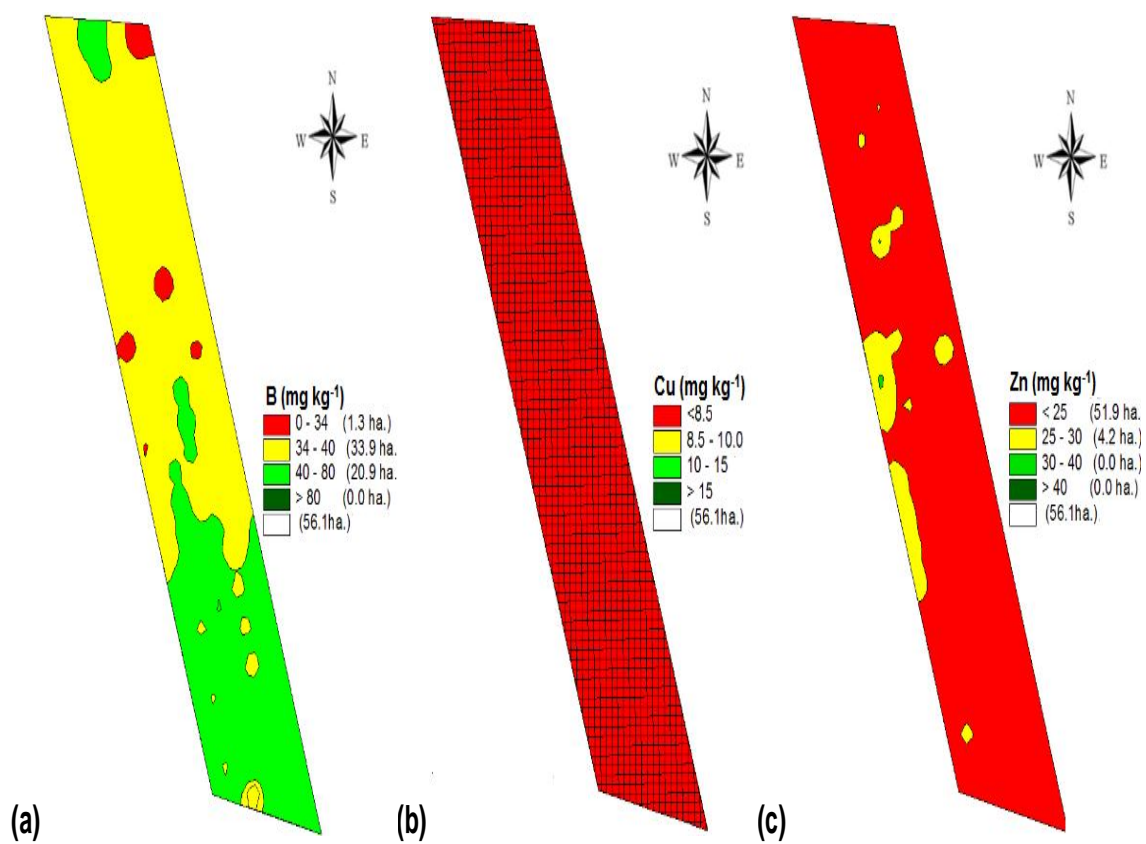 N
W E
S
B (mg kg⁻¹)
0 - 34 (1.3 ha.)
34 - 40 (33.9 ha.
40 - 80 (20.9 ha.
> 80 (0.0 ha.)
(56.1ha.)
(a)
N
W E
S
Cu (mg kg⁻¹)
<8.5
8.5 - 10.0
10 - 15
> 15
(56.1ha.)
(b)
N
W E
S
Zn (mg kg⁻¹)
< 25 (51.9 ha.
25 - 30 (4.2 ha.)
30 - 40 (0.0 ha.)
> 40 (0.0 ha.)
(56.1ha.)
(c)